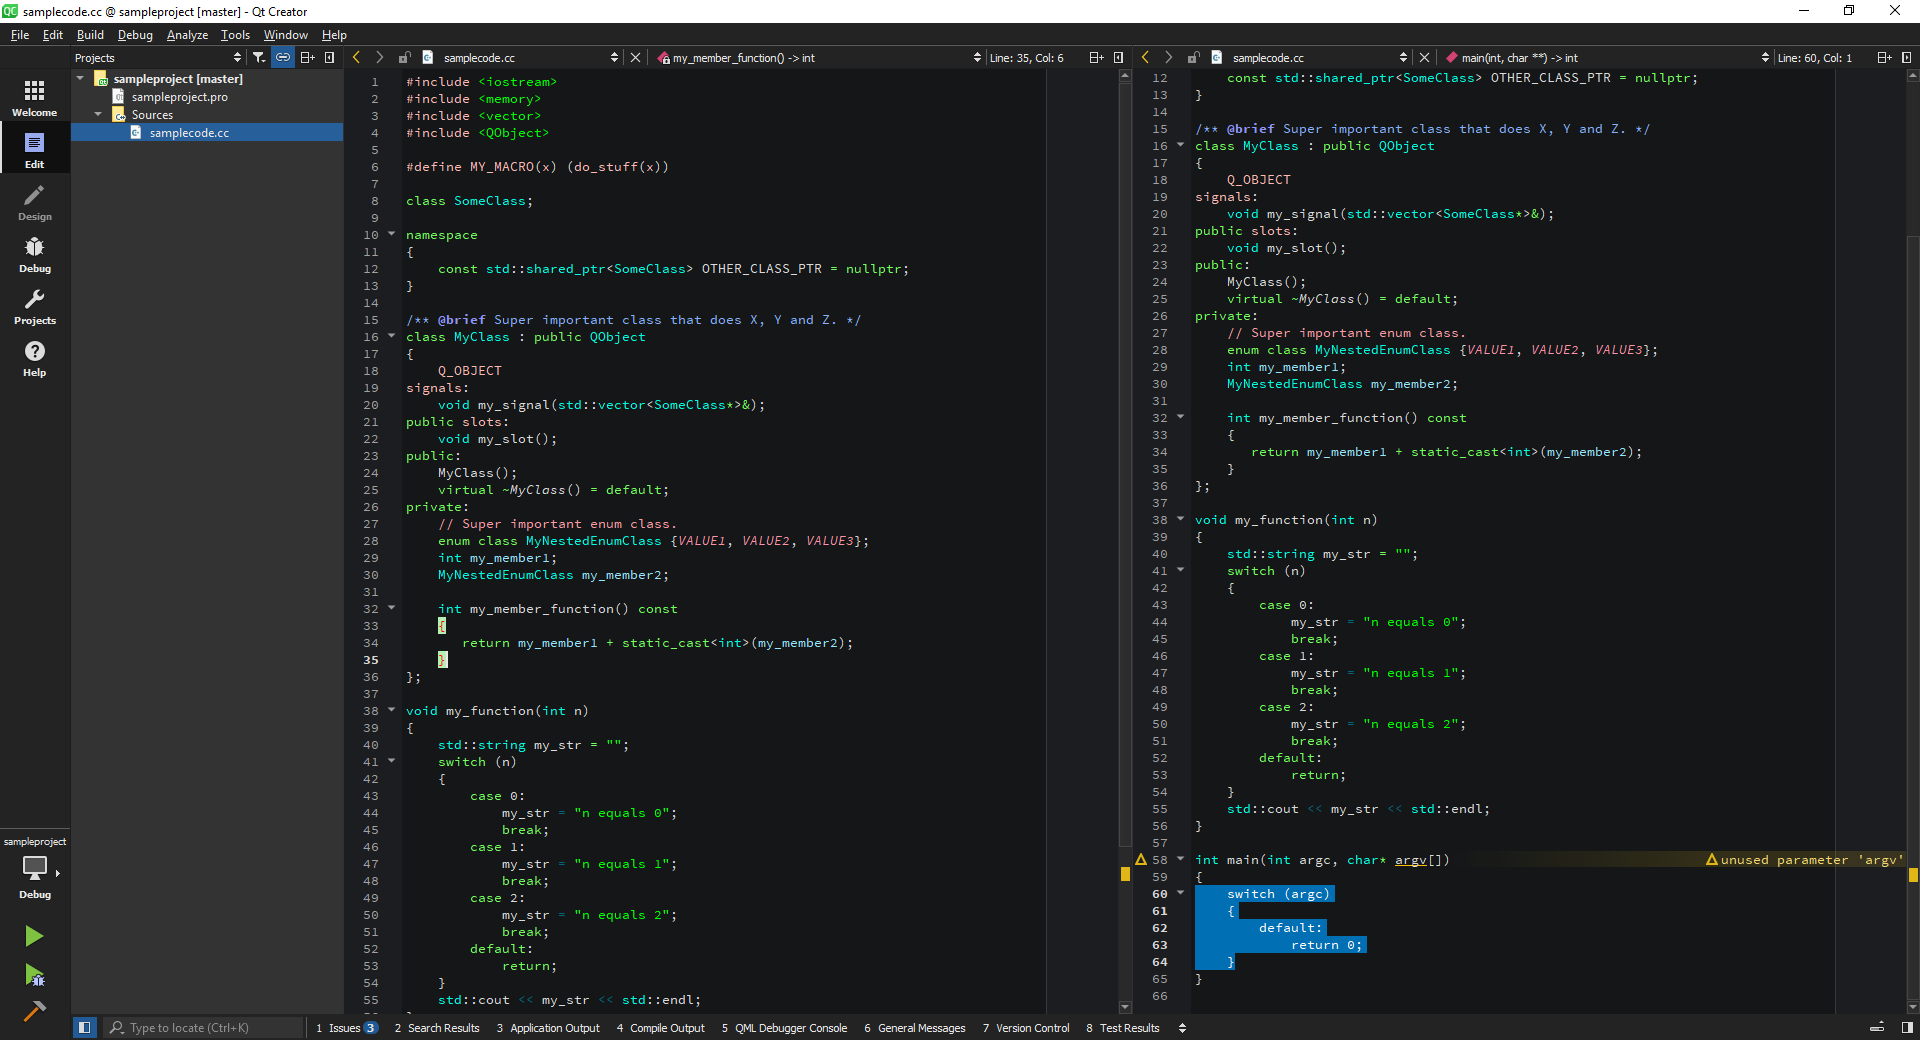 samplecode.cc @ sampleproject [master] - Qt Creator
File Edit Build Debug Analyze Tools Window Help
Projects
samplecode.cc
my_member_function() -> int
Line: 35, Col: 6
samplecode.cc
main(int, char **) -> int
Line: 60, Col: 1
Welcome
Edit
Design
Debug
Projects
Help
sampleproject
Debug
sampleproject [master]
sampleproject.pro
Sources
samplecode.cc
1 #include <iostream>
2 #include <memory>
3 #include <vector>
4 #include <QObject>
5
6 #define MY_MACRO(x) (do_stuff(x))
7
8 class SomeClass;
9
10 namespace
11 {
12     const std::shared_ptr<SomeClass> OTHER_CLASS_PTR = nullptr;
13 }
14
15 /** @brief Super important class that does X, Y and Z. */
16 class MyClass : public QObject
17 {
18     Q_OBJECT
19 signals:
20     void my_signal(std::vector<SomeClass*>&);
21 public slots:
22     void my_slot();
23 public:
24     MyClass();
25     virtual ~MyClass() = default;
26 private:
27     // Super important enum class.
28     enum class MyNestedEnumClass {VALUE1, VALUE2, VALUE3};
29     int my_member1;
30     MyNestedEnumClass my_member2;
31
32     int my_member_function() const
33     {
34        return my_member1 + static_cast<int>(my_member2);
35     }
36 };
37
38 void my_function(int n)
39 {
40     std::string my_str = "";
41     switch (n)
42     {
43         case 0:
44             my_str = "n equals 0";
45             break;
46         case 1:
47             my_str = "n equals 1";
48             break;
49         case 2:
50             my_str = "n equals 2";
51             break;
52         default:
53             return;
54     }
55     std::cout << my_str << std::endl;
12     const std::shared_ptr<SomeClass> OTHER_CLASS_PTR = nullptr;
13 }
14
15 /** @brief Super important class that does X, Y and Z. */
16 class MyClass : public QObject
17 {
18     Q_OBJECT
19 signals:
20     void my_signal(std::vector<SomeClass*>&);
21 public slots:
22     void my_slot();
23 public:
24     MyClass();
25     virtual ~MyClass() = default;
26 private:
27     // Super important enum class.
28     enum class MyNestedEnumClass {VALUE1, VALUE2, VALUE3};
29     int my_member1;
30     MyNestedEnumClass my_member2;
31
32     int my_member_function() const
33     {
34        return my_member1 + static_cast<int>(my_member2);
35     }
36 };
37
38 void my_function(int n)
39 {
40     std::string my_str = "";
41     switch (n)
42     {
43         case 0:
44             my_str = "n equals 0";
45             break;
46         case 1:
47             my_str = "n equals 1";
48             break;
49         case 2:
50             my_str = "n equals 2";
51             break;
52         default:
53             return;
54     }
55     std::cout << my_str << std::endl;
56 }
57
58 int main(int argc, char* argv[]) unused parameter 'argv'
59 {
60     switch (argc)
61     {
62         default:
63             return 0;
64     }
65 }
66
Type to locate (Ctrl+K)
1 Issues 3
2 Search Results
3 Application Output
4 Compile Output
5 QML Debugger Console
6 General Messages
7 Version Control
8 Test Results